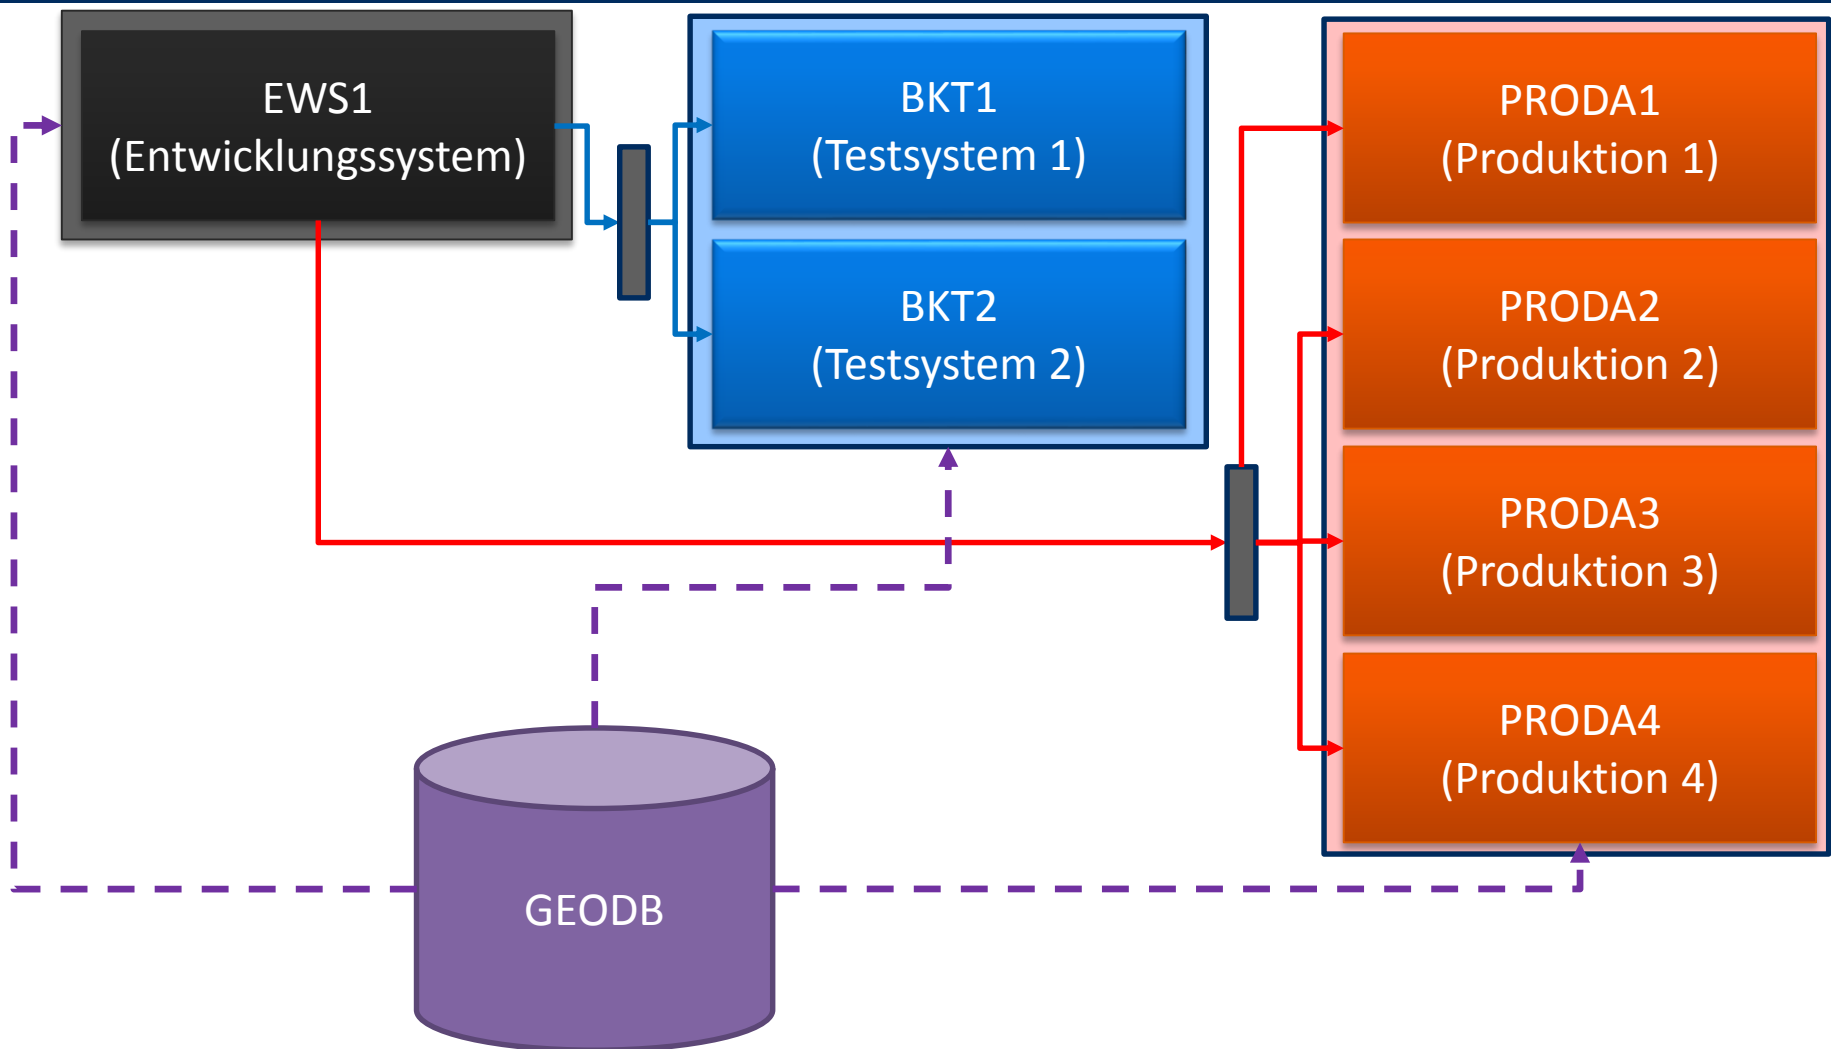 EWS1
(Entwicklungssystem)
BKT1
(Testsystem 1)
BKT2
(Testsystem 2)
PRODA1
(Produktion 1)
PRODA2
(Produktion 2)
PRODA3
(Produktion 3)
PRODA4
(Produktion 4)
GEODB